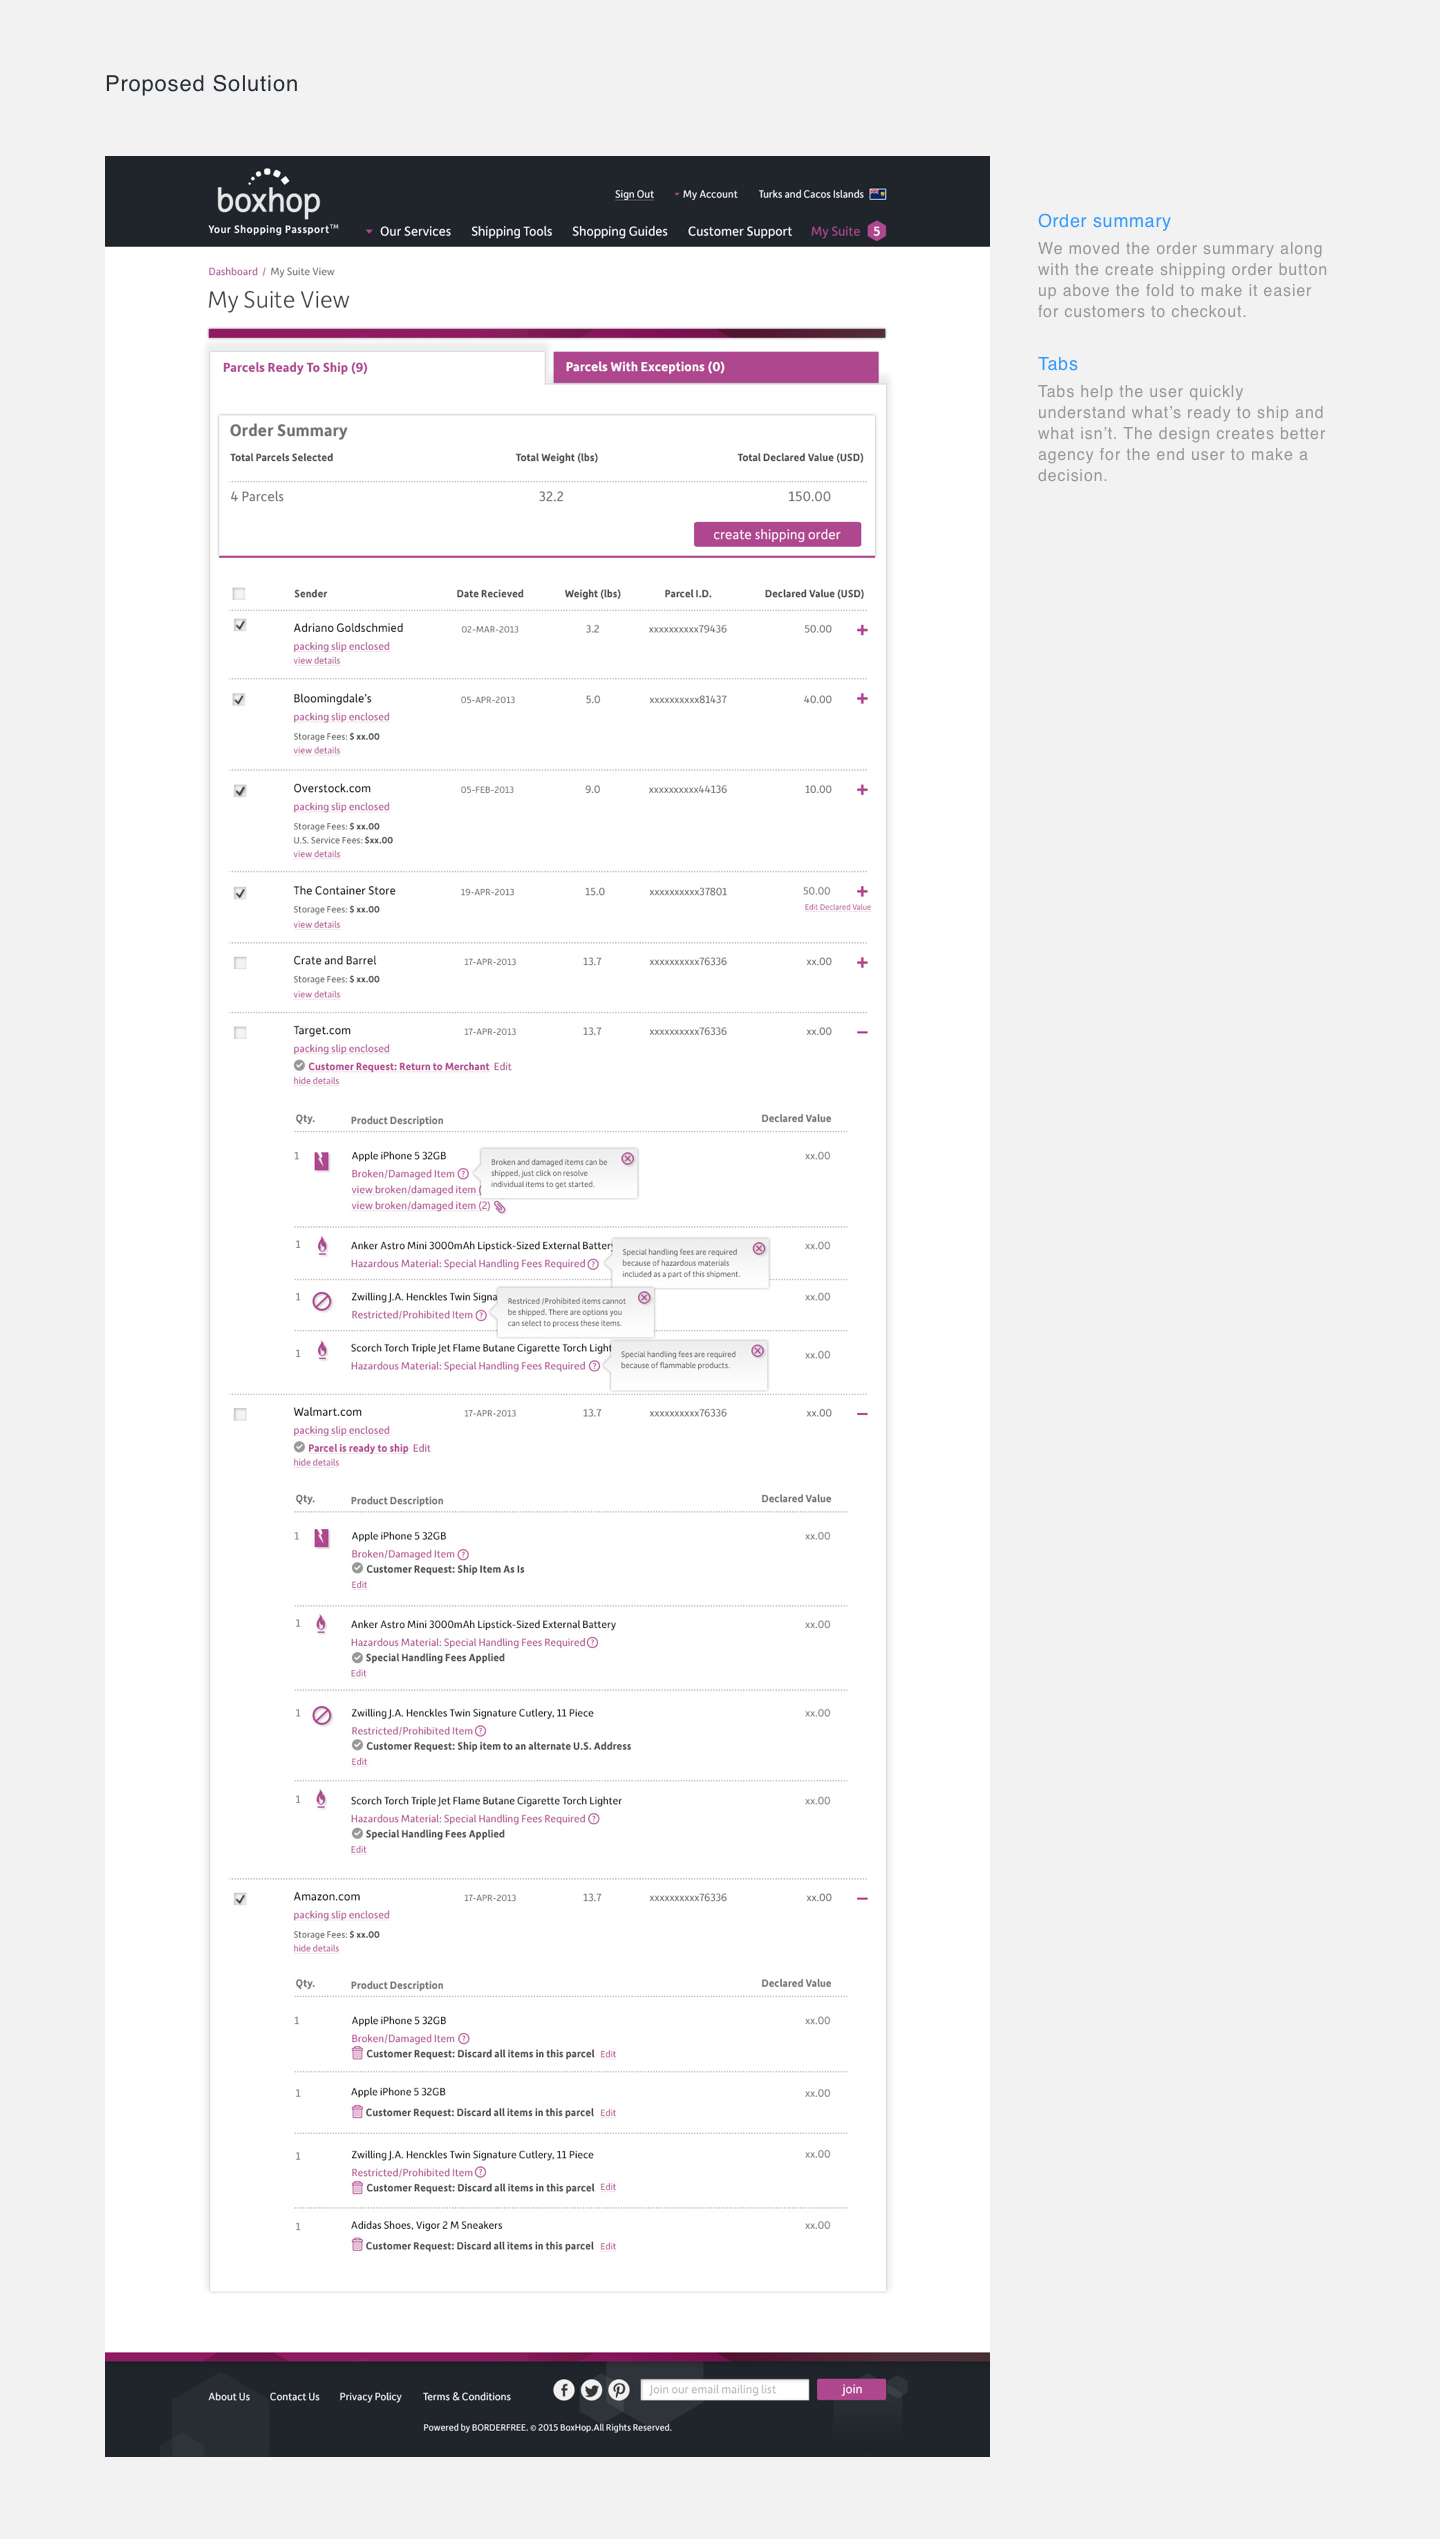 Proposed Solution
boxhop
Your Shopping Passport™
Sign Out
My Account
Turks and Cacos Islands
Our Services
Shipping Tools
Shopping Guides
Customer Support
My Suite 5
Order summary
We moved the order summary along
with the create shipping order button
up above the fold to make it easier
for customers to checkout.
Tabs
Tabs help the user quickly
understand what's ready to ship and
what isn't. The design creates better
agency for the end user to make a
decision.
Dashboard / My Suite View
My Suite View
Parcels Ready To Ship (9)
Parcels With Exceptions (0)
Order Summary
Total Parcels Selected Total Weight (lbs) Total Declared Value (USD)
4 Parcels 32.2 150.00
create shipping order
Sender Date Recieved Weight (lbs) Parcel I.D. Declared Value (USD)
Adriano Goldschmied 02-MAR-2013 3.2 xxxxxxxxxx79436 50.00 +
packing slip enclosed
view details
Bloomingdale's 05-APR-2013 5.0 xxxxxxxxxx81437 40.00 +
packing slip enclosed
Storage Fees: $ xx.00
view details
Overstock.com 05-FEB-2013 9.0 xxxxxxxxxx44136 10.00 +
packing slip enclosed
Storage Fees: $ xx.00
U.S. Service Fees: $xx.00
view details
The Container Store 19-APR-2013 15.0 xxxxxxxxxx37801 50.00 +
Storage Fees: $ xx.00 Edit Declared Value
view details
Crate and Barrel 17-APR-2013 13.7 xxxxxxxxxx76336 xx.00 +
Storage Fees: $ xx.00
view details
Target.com 17-APR-2013 13.7 xxxxxxxxxx76336 xx.00 –
packing slip enclosed
Customer Request: Return to Merchant Edit
hide details
Qty. Product Description Declared Value
1 Apple iPhone 5 32GB xx.00
Broken/Damaged Item ?
view broken/damaged item (
view broken/damaged item (2)
Broken and damaged items can be
shipped, just click on resolve
individual items to get started.
1 Anker Astro Mini 3000mAh Lipstick-Sized External Battery xx.00
Hazardous Material: Special Handling Fees Required ?
Special handling fees are required
because of hazardous materials
included as a part of this shipment.
1 Zwilling J.A. Henckles Twin Signa xx.00
Restricted/Prohibited Item ?
Restriced /Prohibited items cannot
be shipped. There are options you
can select to process these items.
1 Scorch Torch Triple Jet Flame Butane Cigarette Torch Light xx.00
Hazardous Material: Special Handling Fees Required ?
Special handling fees are required
because of flammable products.
Walmart.com 17-APR-2013 13.7 xxxxxxxxxx76336 xx.00 –
packing slip enclosed
Parcel is ready to ship Edit
hide details
Qty. Product Description Declared Value
1 Apple iPhone 5 32GB xx.00
Broken/Damaged Item ?
Customer Request: Ship Item As Is
Edit
1 Anker Astro Mini 3000mAh Lipstick-Sized External Battery xx.00
Hazardous Material: Special Handling Fees Required ?
Special Handling Fees Applied
Edit
1 Zwilling J.A. Henckles Twin Signature Cutlery, 11 Piece xx.00
Restricted/Prohibited Item ?
Customer Request: Ship item to an alternate U.S. Address
Edit
1 Scorch Torch Triple Jet Flame Butane Cigarette Torch Lighter xx.00
Hazardous Material: Special Handling Fees Required ?
Special Handling Fees Applied
Edit
Amazon.com 17-APR-2013 13.7 xxxxxxxxxx76336 xx.00 –
packing slip enclosed
Storage Fees: $ xx.00
hide details
Qty. Product Description Declared Value
1 Apple iPhone 5 32GB xx.00
Broken/Damaged Item ?
Customer Request: Discard all items in this parcel Edit
1 Apple iPhone 5 32GB xx.00
Customer Request: Discard all items in this parcel Edit
1 Zwilling J.A. Henckles Twin Signature Cutlery, 11 Piece xx.00
Restricted/Prohibited Item ?
Customer Request: Discard all items in this parcel Edit
1 Adidas Shoes, Vigor 2 M Sneakers xx.00
Customer Request: Discard all items in this parcel Edit
About Us Contact Us Privacy Policy Terms & Conditions
Join our email mailing list
join
Powered by BORDERFREE. © 2015 BoxHop.All Rights Reserved.